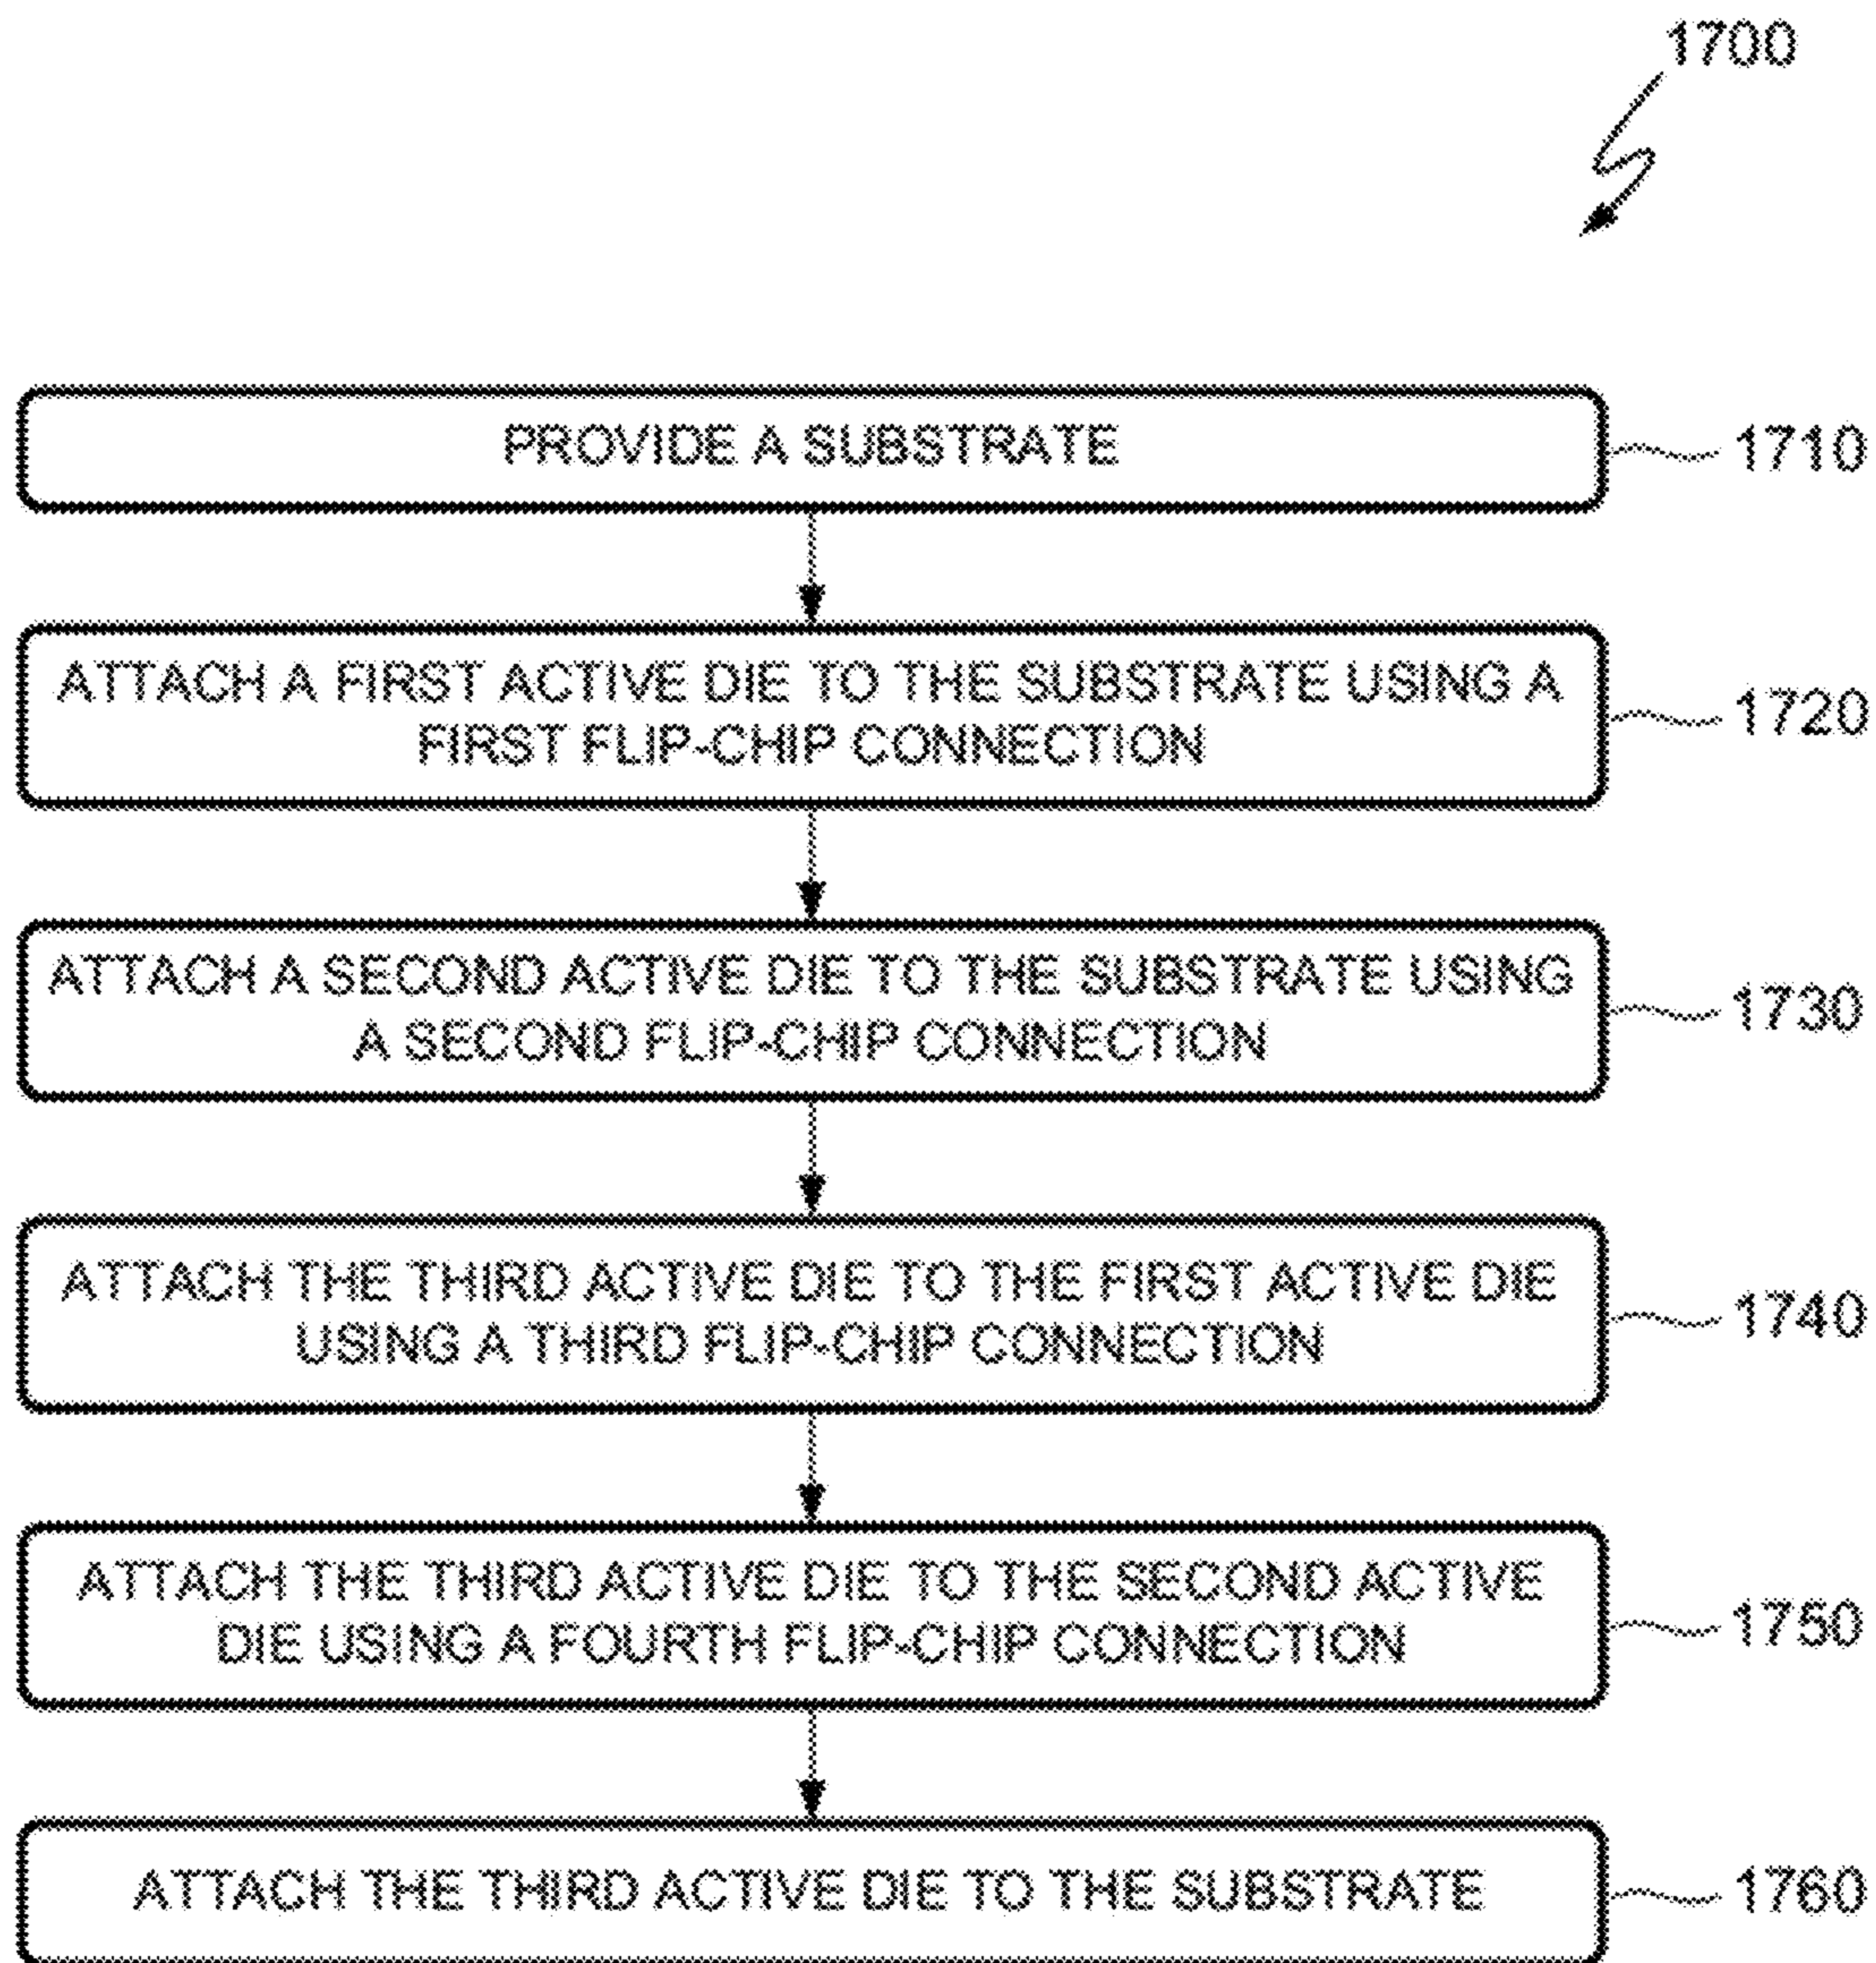 1700
PROVIDE A SUBSTRATE
1710
ATTACH A FIRST ACTIVE DIE TO THE SUBSTRATE USING A
FIRST FLIP-CHIP CONNECTION
1720
ATTACH A SECOND ACTIVE DIE TO THE SUBSTRATE USING
A SECOND FLIP-CHIP CONNECTION
1730
ATTACH THE THIRD ACTIVE DIE TO THE FIRST ACTIVE DIE
USING A THIRD FLIP-CHIP CONNECTION
1740
ATTACH THE THIRD ACTIVE DIE TO THE SECOND ACTIVE
DIE USING A FOURTH FLIP-CHIP CONNECTION
1750
ATTACH THE THIRD ACTIVE DIE TO THE SUBSTRATE
1760